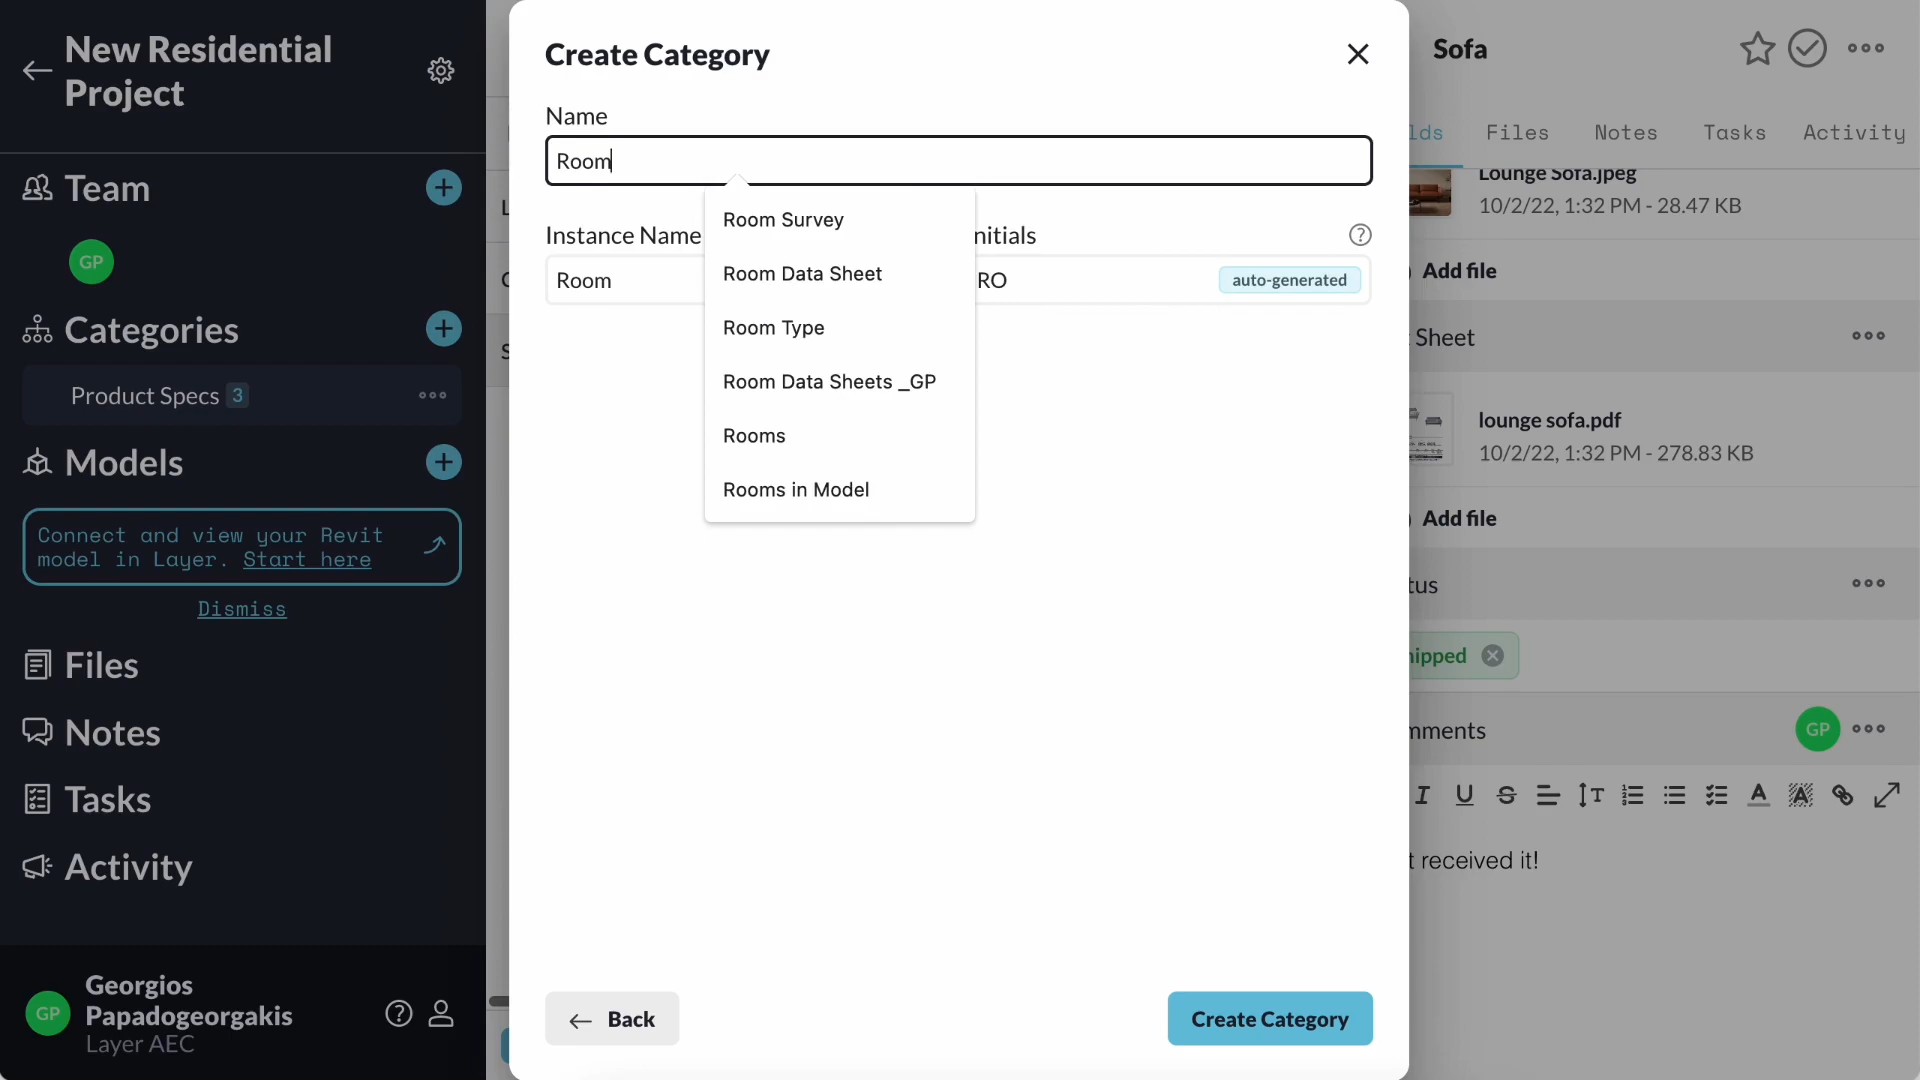 New Residential
Project
Team
GP
Categories
Product Specs 3
Models
Connect and view your Revit
model in Layer. Start here
Dismiss
Files
Notes
Tasks
Activity
GP
Georgios
Papadogeorgakis
Layer AEC
Create Category
Name
Room
Instance Name
nitials
Room
RO
auto-generated
Room Survey
Room Data Sheet
Room Type
Room Data Sheets _GP
Rooms
Rooms in Model
Back
Create Category
Sofa
lds Files Notes Tasks Activity
Lounge Sofa.jpeg
10/2/22, 1:32 PM - 28.47 KB
Add file
Sheet
lounge sofa.pdf
10/2/22, 1:32 PM - 278.83 KB
Add file
tus
hipped
mments
GP
t received it!